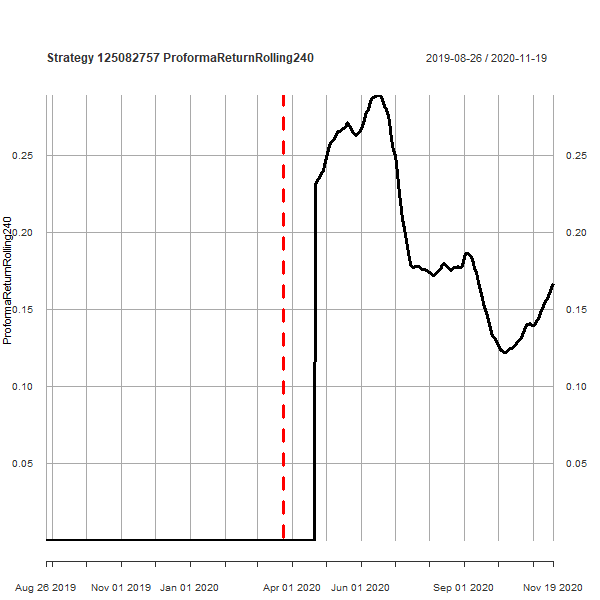 Strategy 125082757 ProformaReturnRolling240
2019-08-26 / 2020-11-19
ProformaReturnRolling240
0.25
0.20
0.15
0.10
0.05
0.25
0.20
0.15
0.10
0.05
Aug 26 2019
Nov 01 2019
Jan 01 2020
Apr 01 2020
Jun 01 2020
Sep 01 2020
Nov 19 2020